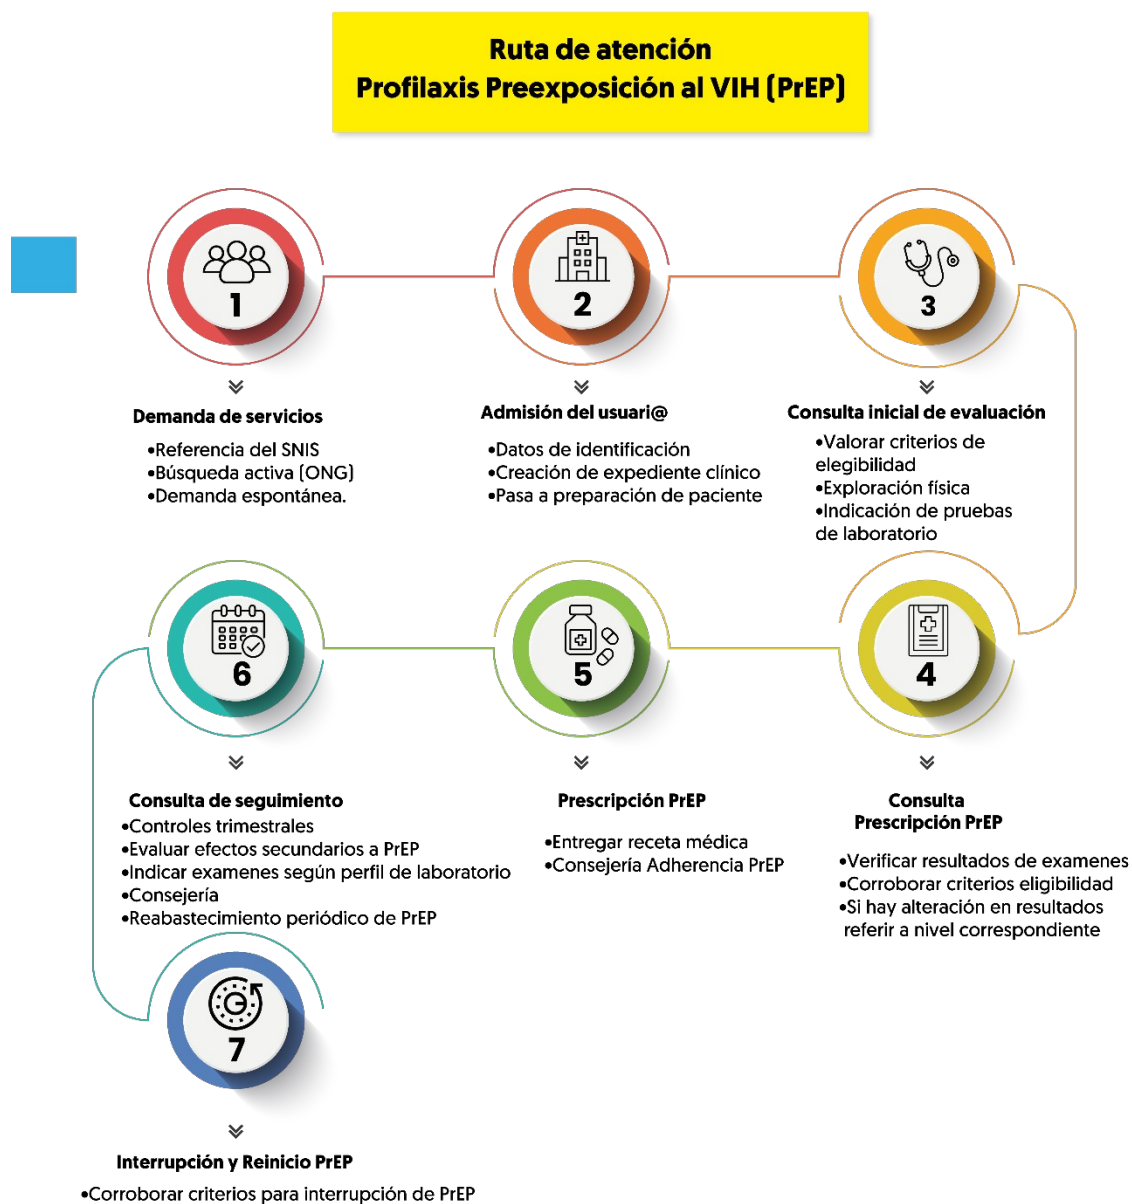 Ruta de atención
Profilaxis Preexposición al VIH (PrEP)
1
Demanda de servicios
•Referencia del SNIS
•Búsqueda activa (ONG)
•Demanda espontánea.
2
Admisión del usuari@
•Datos de identificación
•Creación de expediente clínico
•Pasa a preparación de paciente
3
Consulta inicial de evaluación
•Valorar criterios de
elegibilidad
•Exploración física
•Indicación de pruebas
de laboratorio
4
Consulta
Prescripción PrEP
•Verificar resultados de examenes
•Corroborar criterios eligibilidad
•Si hay alteración en resultados
referir a nivel correspondiente
5
Prescripción PrEP
•Entregar receta médica
•Consejería Adherencia PrEP
6
Consulta de seguimiento
•Controles trimestrales
•Evaluar efectos secundarios a PrEP
•Indicar examenes según perfil de laboratorio
•Consejería
•Reabastecimiento periódico de PrEP
7
Interrupción y Reinicio PrEP
•Corroborar criterios para interrupción de PrEP